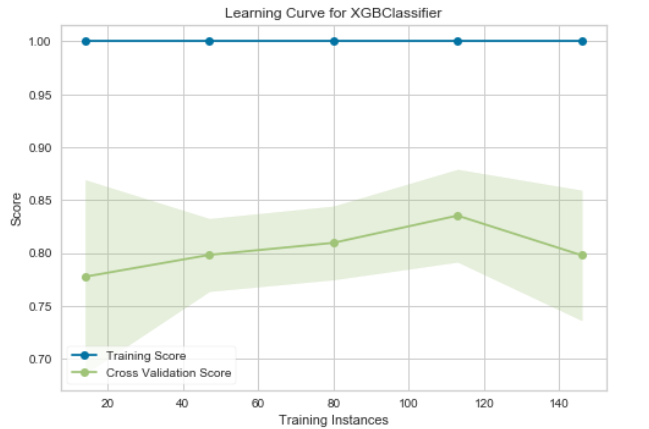 Learning Curve for XGBClassifier
1.00
0.95
0.90
0.85
0.80
0.75
0.70
Score
Training Score
Cross Validation Score
20 40 60 80 100 120 140
Training Instances